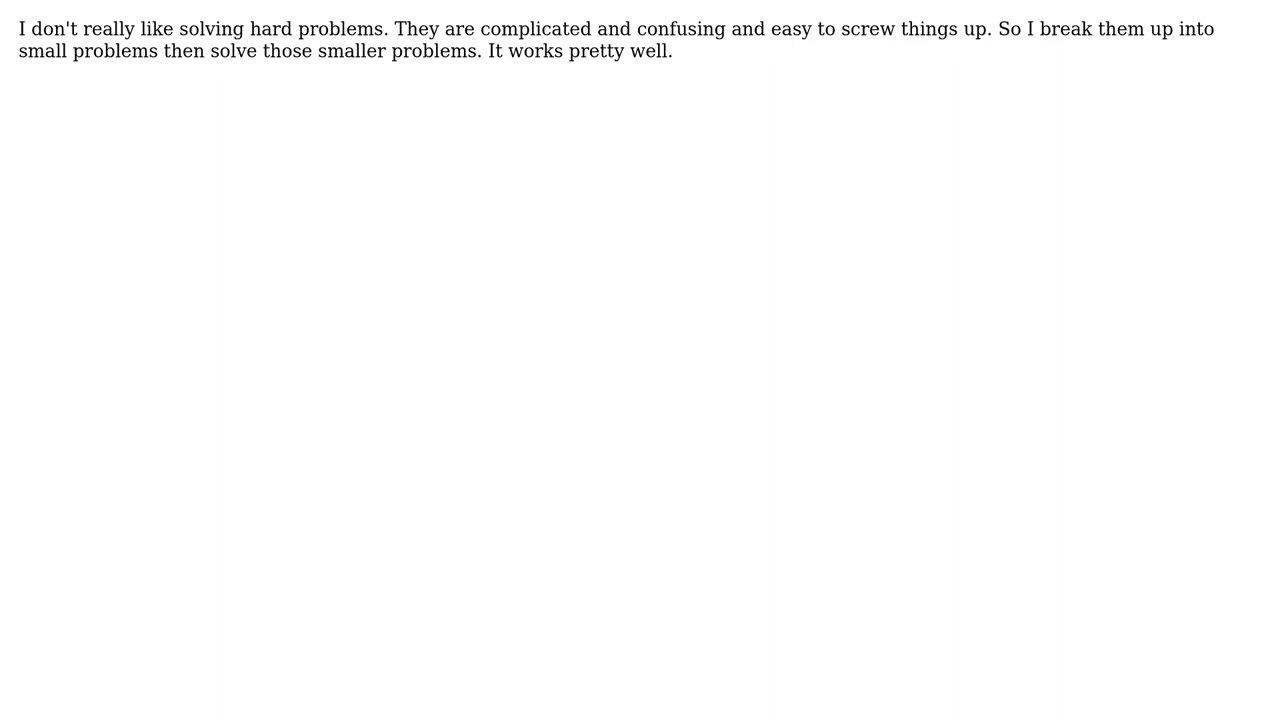 I don't really like solving hard problems. They are complicated and confusing and easy to screw things up. So I break them up into
small problems then solve those smaller problems. It works pretty well.